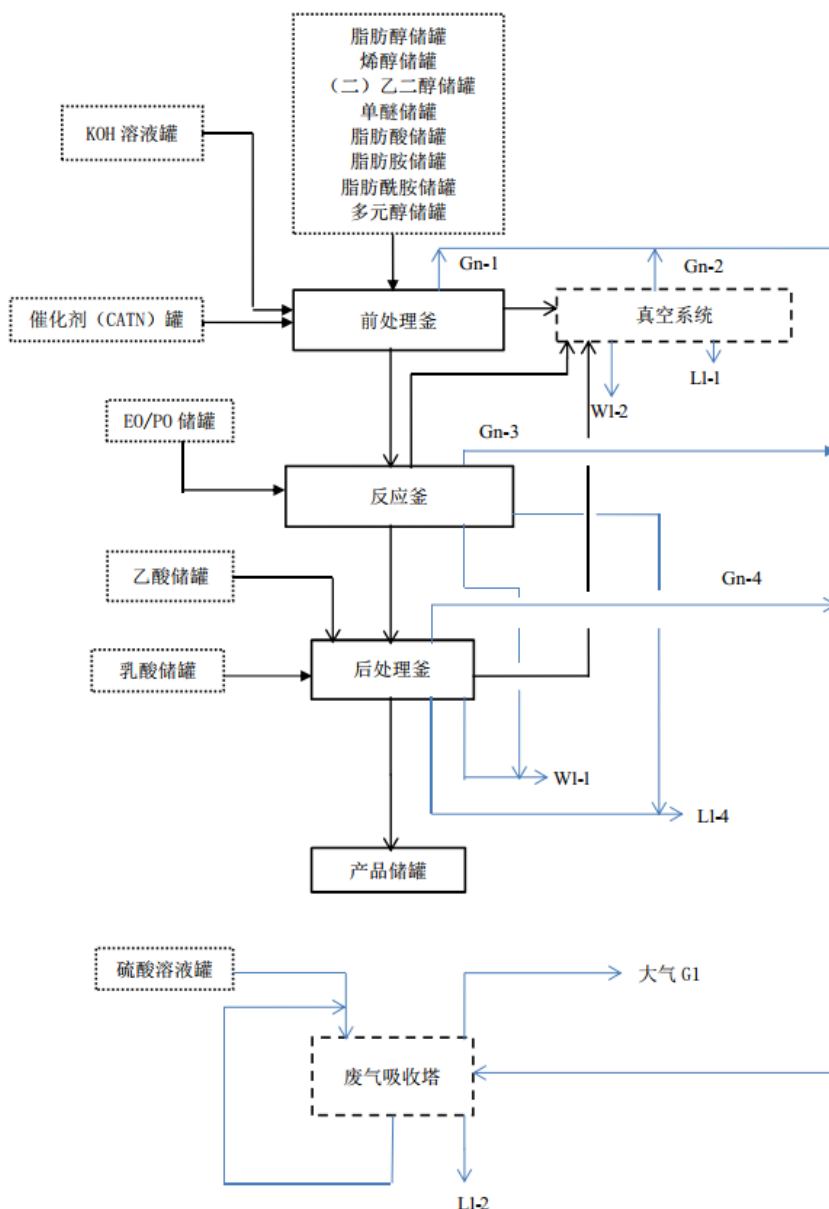 脂肪醇储罐
烯醇储罐
（二）乙二醇储罐
单醚储罐
脂肪酸储罐
脂肪胺储罐
脂肪酰胺储罐
多元醇储罐
KOH 溶液罐
Gn-1
Gn-2
催化剂（CATN）罐
前处理釜
真空系统
Ll-1
Wl-2
EO/PO 储罐
Gn-3
反应釜
乙酸储罐
Gn-4
乳酸储罐
后处理釜
Wl-1
Ll-4
产品储罐
硫酸溶液罐
大气 G1
废气吸收塔
Ll-2